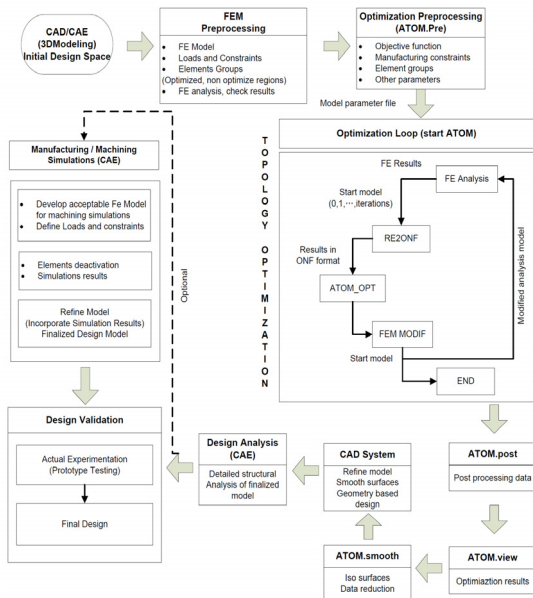 CAD/CAE
(3DModeling)
Initial Design Space
FEM
Preprocessing
• FE Model
• Loads and Constraints
• Elements Groups
(Optimized, non optimize regions)
• FE analysis, check results
Optimization Preprocessing
(ATOM.Pre)
• Objective function
• Manufacturing constraints
• Element groups
• Other parameters
Model parameter file
TOPOLOGY OPTIMIZATION
Optimization Loop (start ATOM)
FE Results
FE Analysis
Start model
(0,1,⋯,iterations)
RE2ONF
Results in
ONF format
ATOM_OPT
FEM MODIF
Start model
END
Modified analysis model
Optional
Manufacturing / Machining
Simulations (CAE)
• Develop acceptable Fe Model
for machining simulations
• Define Loads and constraints
• Elements deactivation
• Simulations results
Refine Model
(Incorporate Simulation Results)
Finalized Design Model
Design Validation
Actual Experimentation
(Prototype Testing)
Final Design
Design Analysis
(CAE)
Detailed structural
Analysis of finalized
model
CAD System
Refine model
Smooth surfaces
Geometry based
design
ATOM.post
Post processing data
ATOM.smooth
Iso surfaces
Data reduction
ATOM.view
Optimiaztion results